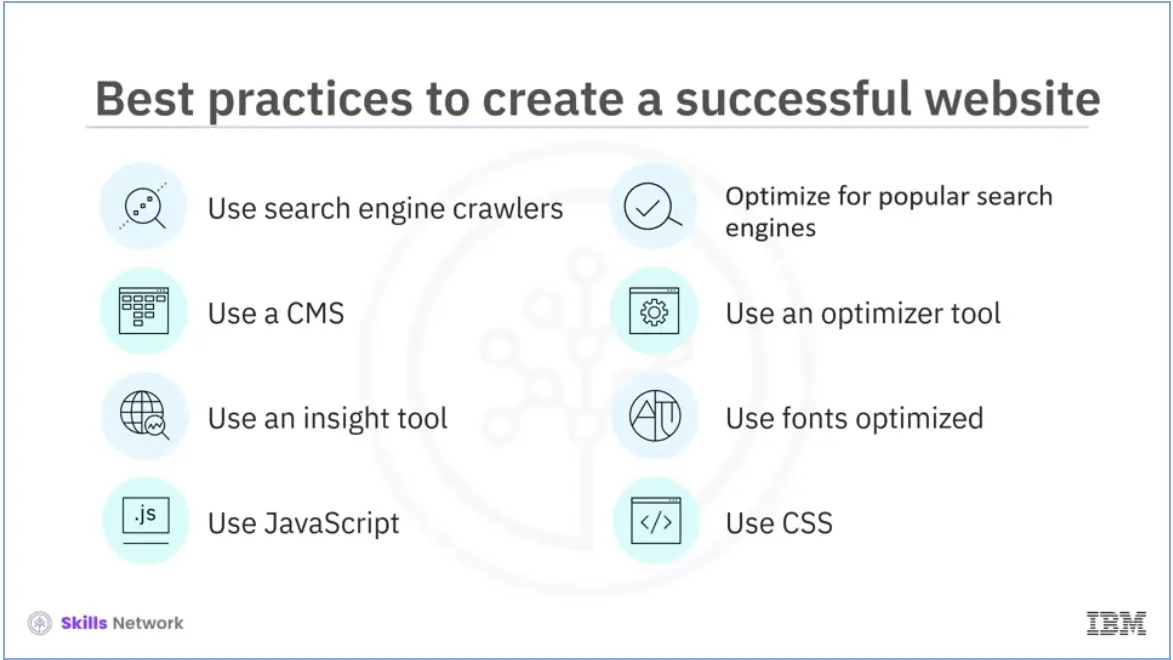 Best practices to create a successful website
Use search engine crawlers
Optimize for popular search
engines
Use a CMS
Use an optimizer tool
Use an insight tool
Use fonts optimized
.js
Use JavaScript
</>
Use CSS
Skills Network
IBM